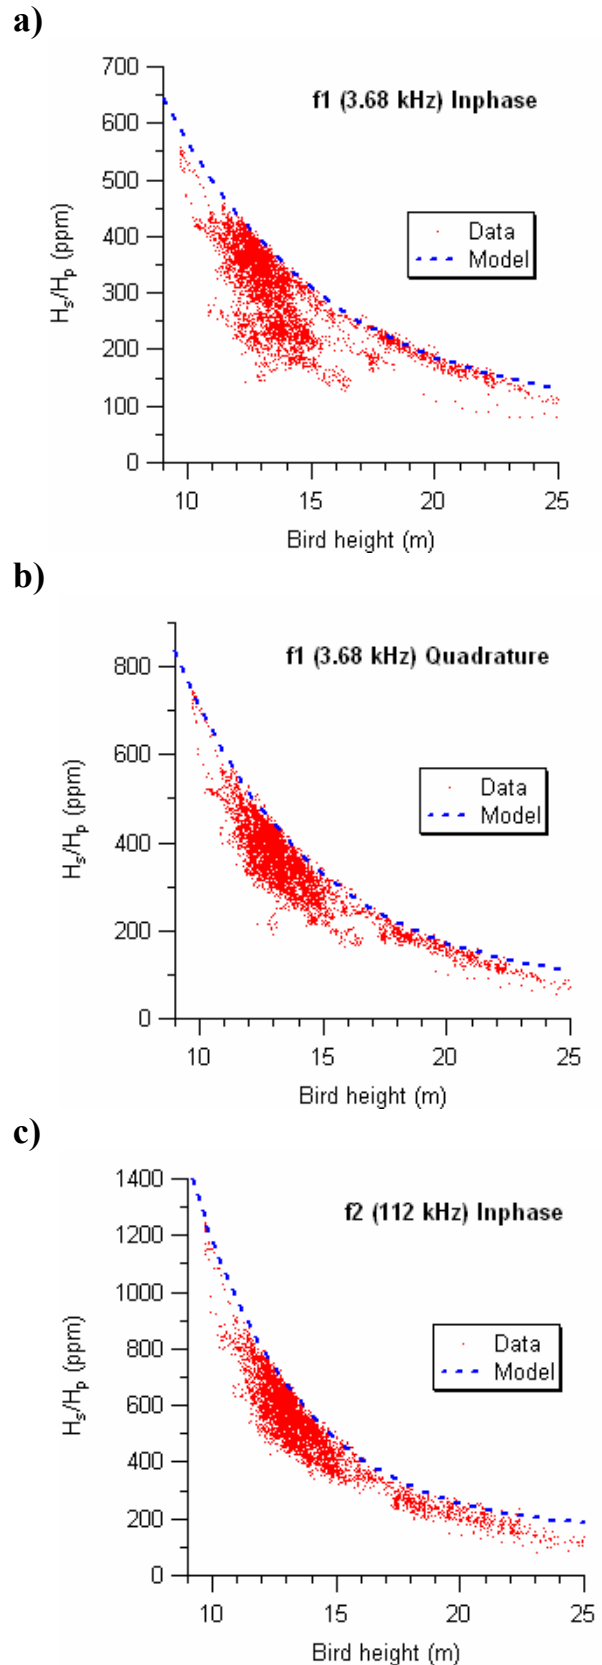 a)
700
f1 (3.68 kHz) Inphase
600
500
400
Data
Model
300
200
100
0
Hs/Hp (ppm)
10 15 20 25
Bird height (m)
b)
f1 (3.68 kHz) Quadrature
800
600
Data
Model
400
200
0
Hs/Hp (ppm)
10 15 20 25
Bird height (m)
c)
1400
f2 (112 kHz) Inphase
1200
1000
800
Data
Model
600
400
200
0
Hs/Hp (ppm)
10 15 20 25
Bird height (m)